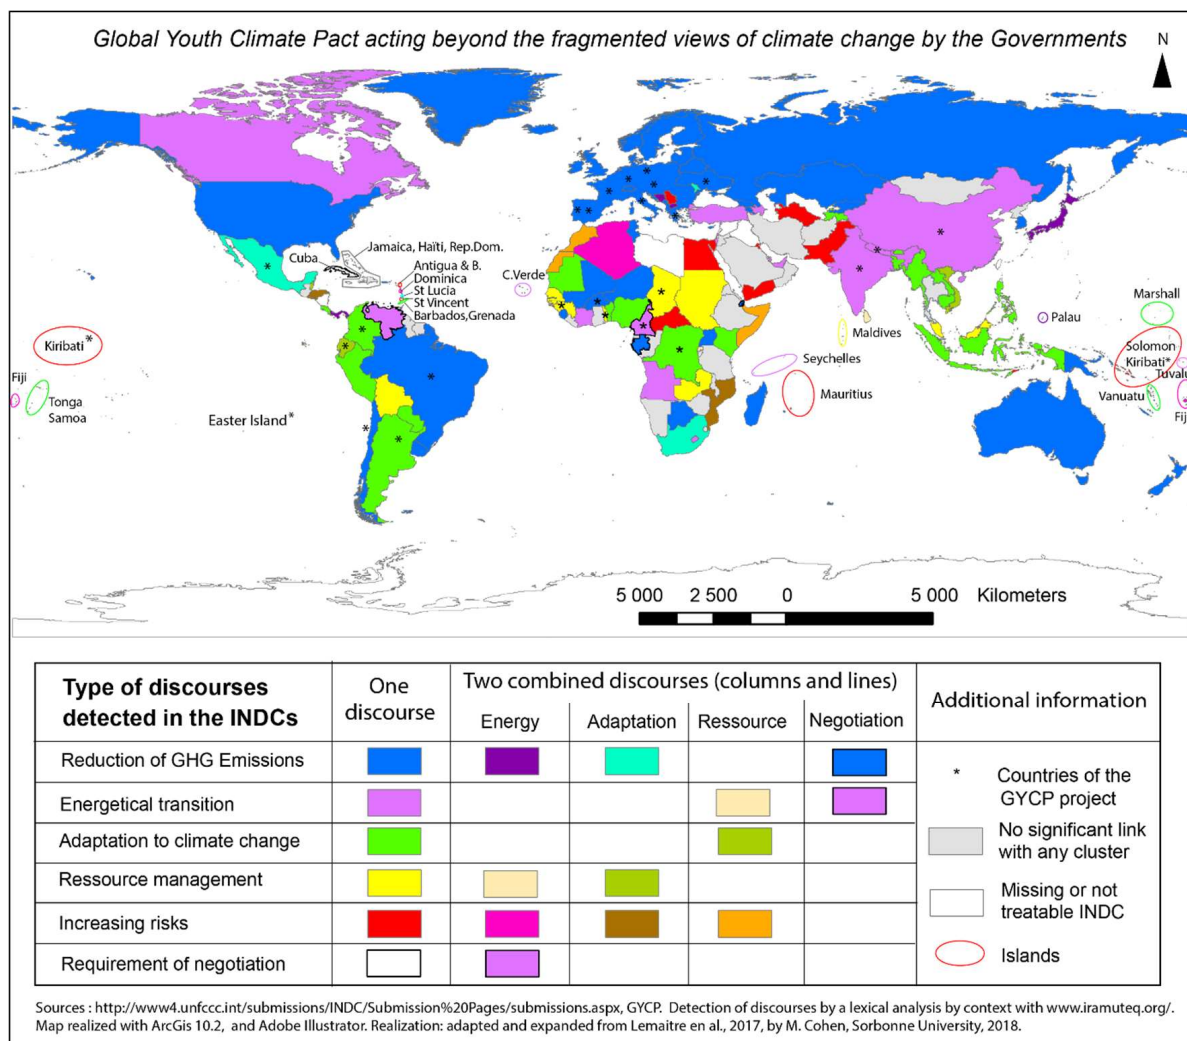 Global Youth Climate Pact acting beyond the fragmented views of climate change by the Governments
N
Jamaica, Haïti, Rep.Dom.
Cuba
Antigua & B.
Dominica
St Lucia
St Vincent
Barbados,Grenada
C.Verde
Maldives
Seychelles
Mauritius
Palau
Marshall
Solomon
Kiribati*
Tuvalu
Vanuatu
Fiji
Kiribati *
Fiji
Tonga
Samoa
Easter Island*
5 000 2 500 0 5 000 Kilometers
Type of discourses
detected in the INDCs
One
discourse
Two combined discourses (columns and lines)
Energy
Adaptation
Ressource
Negotiation
Additional information
Reduction of GHG Emissions
Energetical transition
Adaptation to climate change
Ressource management
Increasing risks
Requirement of negotiation
* Countries of the
GYCP project
No significant link
with any cluster
Missing or not
treatable INDC
Islands
Sources : http://www4.unfccc.int/submissions/INDC/Submission%20Pages/submissions.aspx, GYCP. Detection of discourses by a lexical analysis by context with www.iramuteq.org/.
Map realized with ArcGis 10.2, and Adobe Illustrator. Realization: adapted and expanded from Lemaitre en al., 2017, by M. Cohen, Sorbonne University, 2018.